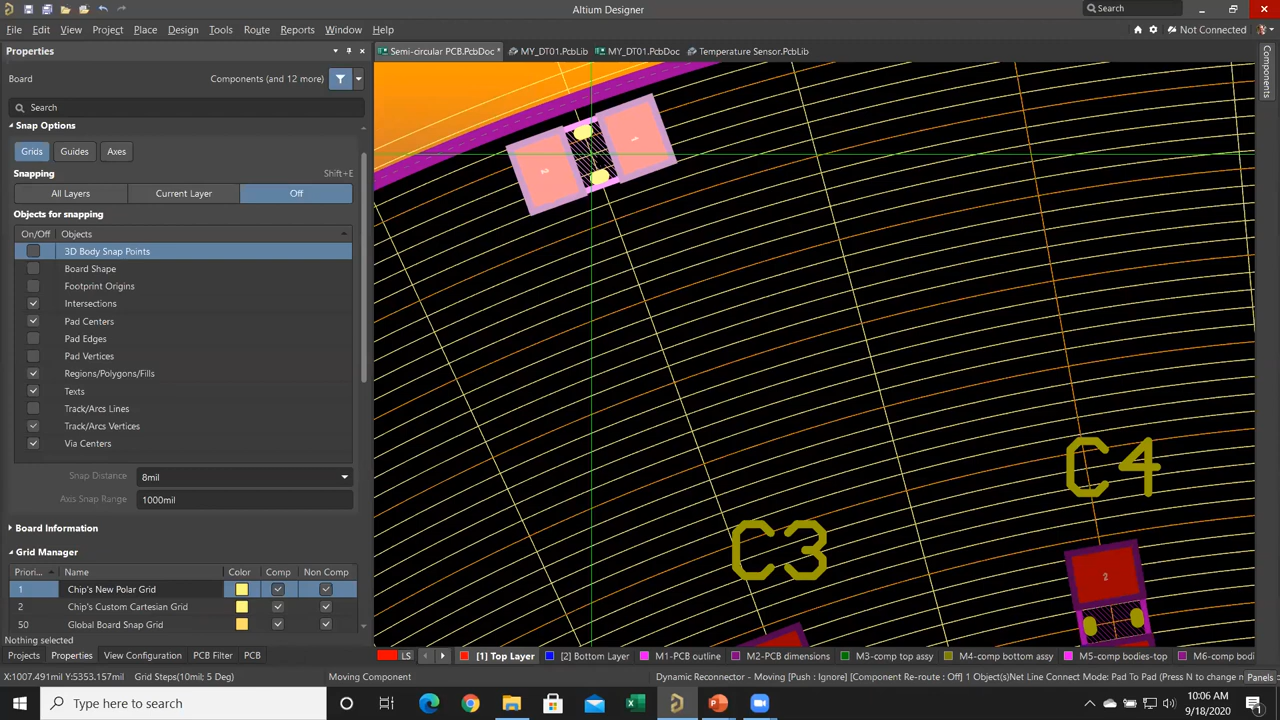 Altium Designer
Search
File Edit View Project Place Design Tools Route Reports Window Help
Not Connected
Properties
Semi-circular PCB.PcbDoc * MY_DT01.PcbLib MY_DT01.PcbDoc Temperature Sensor.PcbLib
Components
Board
Components (and 12 more)
Search
Snap Options
Grids Guides Axes
Snapping
Shift+E
All Layers Current Layer Off
Objects for snapping
On/Off Objects
3D Body Snap Points
Board Shape
Footprint Origins
Intersections
Pad Centers
Pad Edges
Pad Vertices
Regions/Polygons/Fills
Texts
Track/Arcs Lines
Track/Arcs Vertices
Via Centers
Snap Distance 8mil
Axis Snap Range 1000mil
Board Information
Grid Manager
Priori... Name Color Comp Non Comp
1 Chip's New Polar Grid
2 Chip's Custom Cartesian Grid
50 Global Board Snap Grid
Nothing selected
2
1
C4
C3
2
Projects Properties View Configuration PCB Filter PCB
LS [1] Top Layer [2] Bottom Layer M1-PCB outline M2-PCB dimensions M3-comp top assy M4-comp bottom assy M5-comp bodies-top M6-comp bodi
X:1007.491mil Y:5353.157mil Grid Steps(10mil; 5 Deg) Moving Component Dynamic Reconnector - Moving [Push : Ignore] [Component Re-route : Off] 1 Object(s)Net Line Connect Mode: Pad To Pad (Press N to change m
Panels
Type here to search
10:06 AM
9/18/2020
1